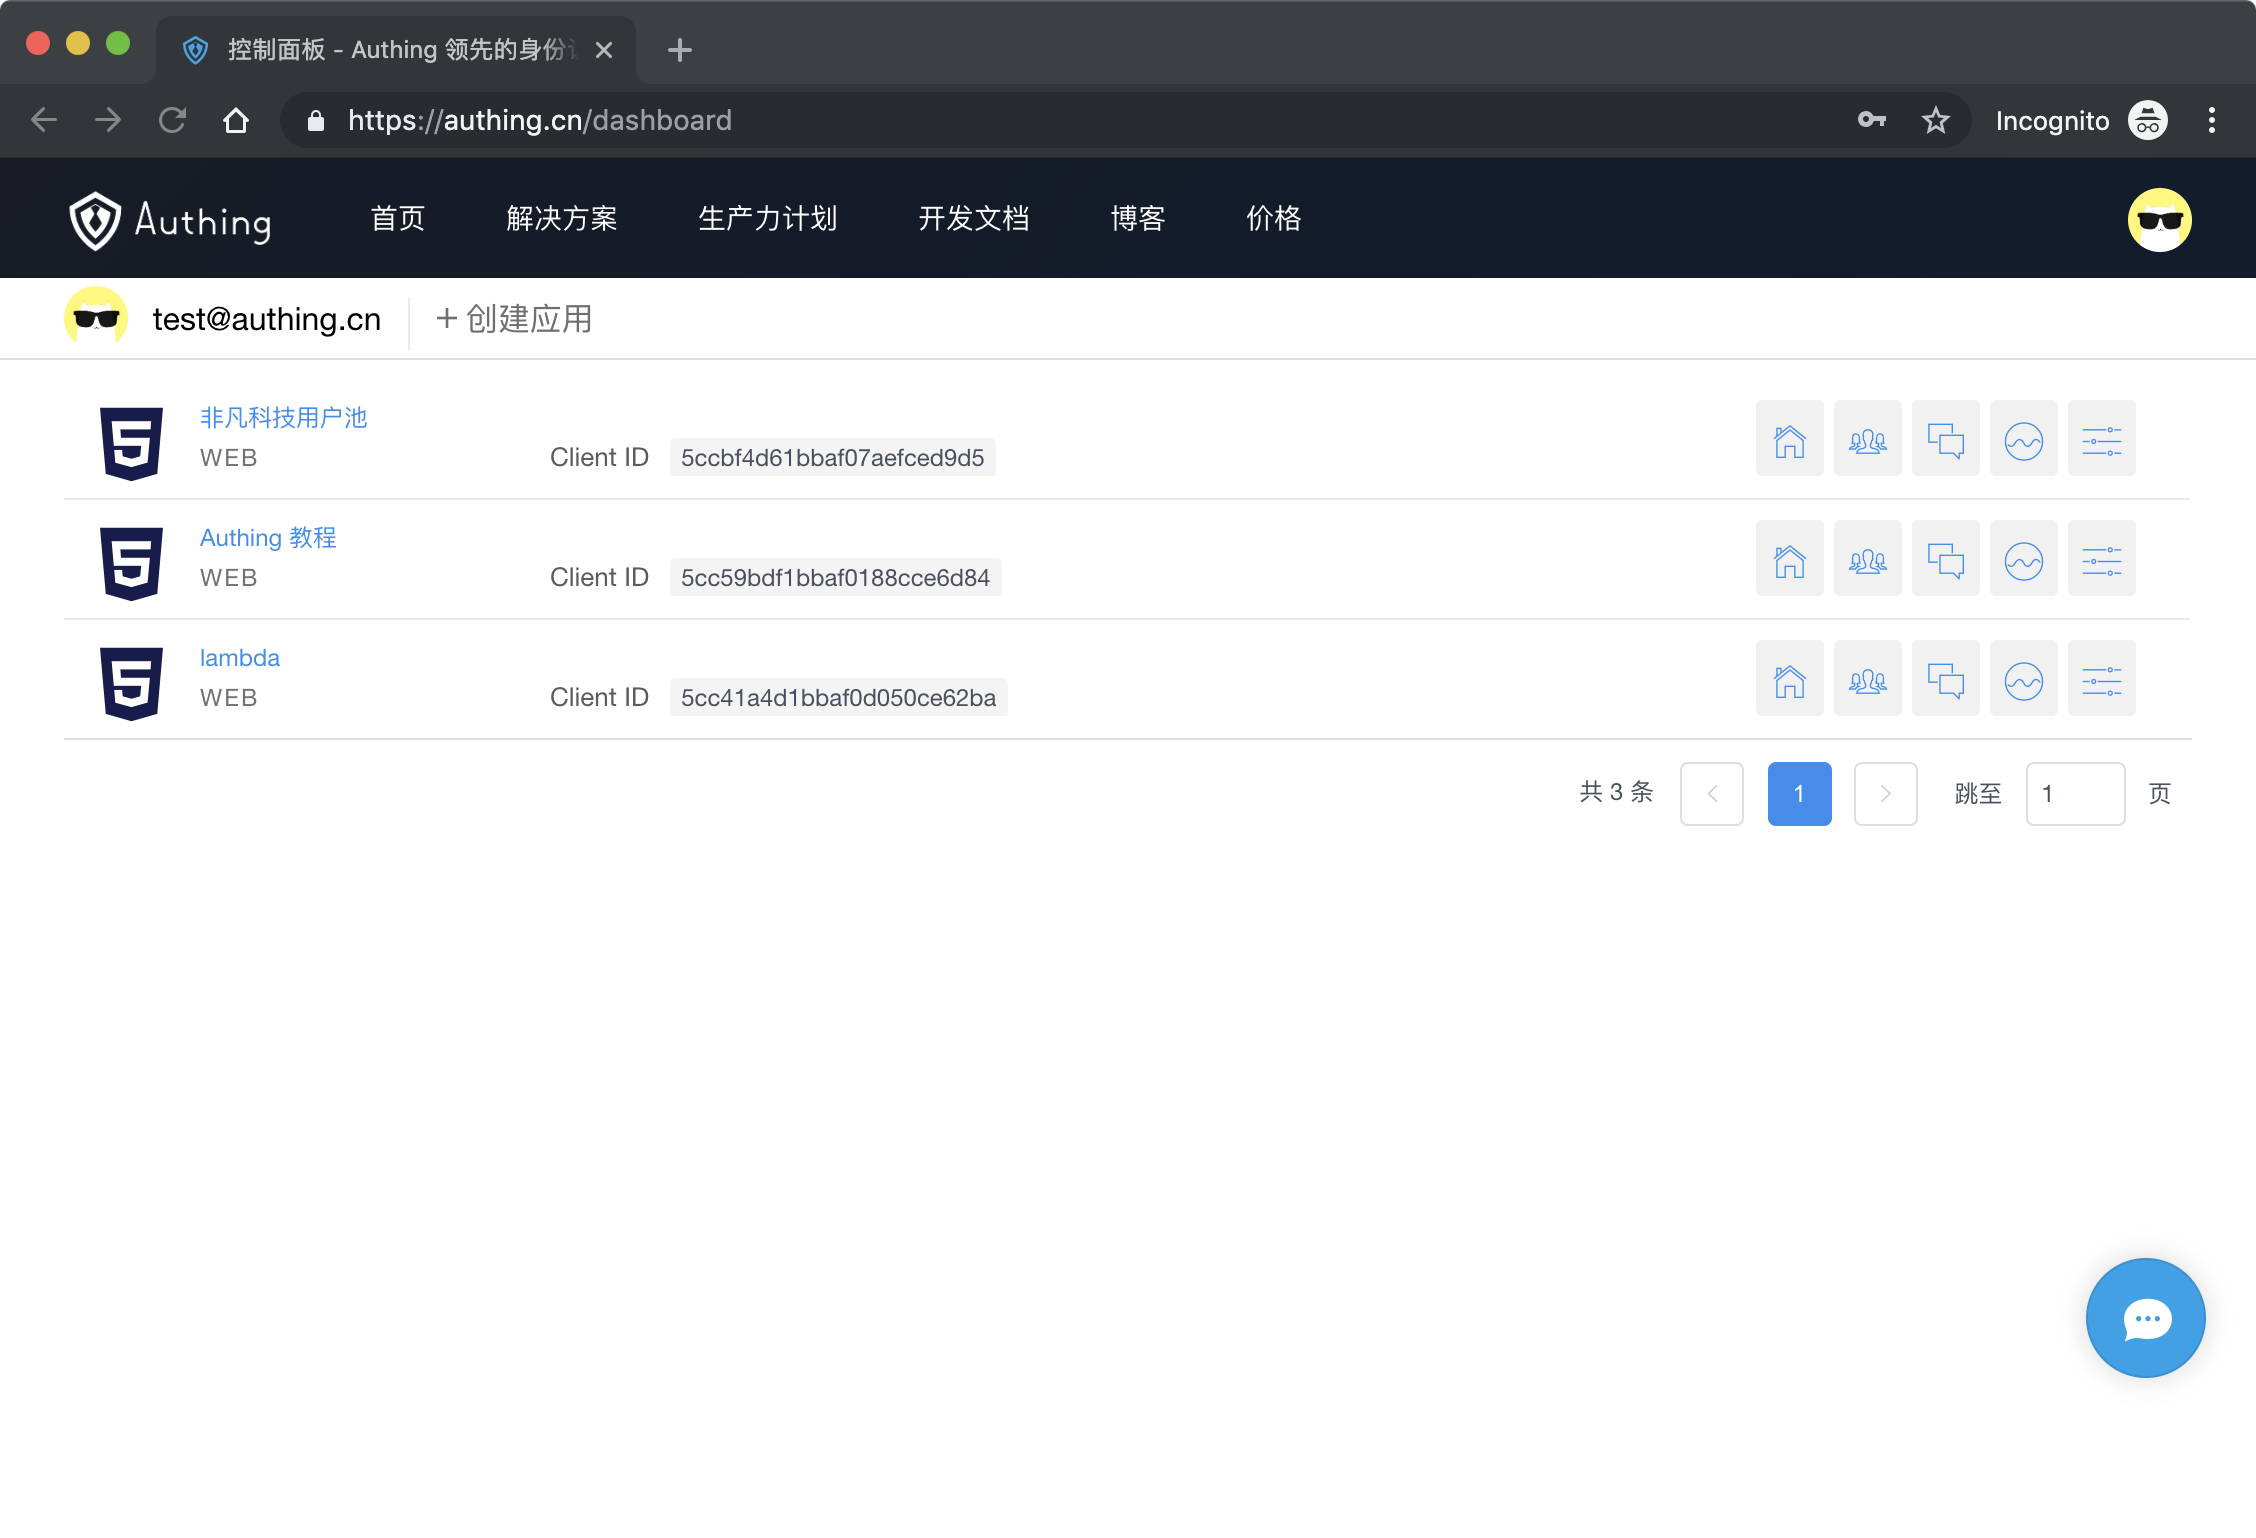 控制面板 - Authing 领先的身份
https://authing.cn/dashboard
Incognito
Authing 首页 解决方案 生产力计划 开发文档 博客 价格
test@authing.cn + 创建应用
非凡科技用户池
WEB Client ID 5ccbf4d61bbaf07aefced9d5
Authing 教程
WEB Client ID 5cc59bdf1bbaf0188cce6d84
lambda
WEB Client ID 5cc41a4d1bbaf0d050ce62ba
共 3 条 1 跳至 1 页